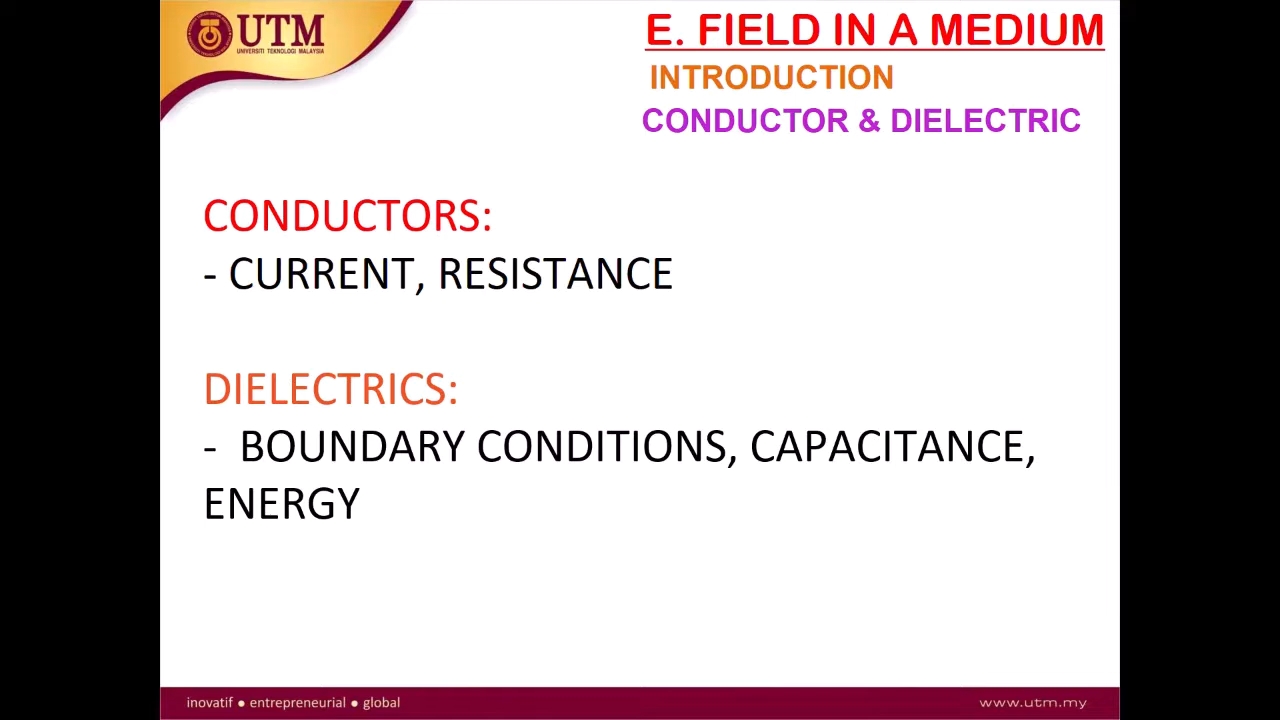 UTM
UNIVERSITI TEKNOLOGI MALAYSIA
E. FIELD IN A MEDIUM
INTRODUCTION
CONDUCTOR & DIELECTRIC
CONDUCTORS:
- CURRENT, RESISTANCE
DIELECTRICS:
- BOUNDARY CONDITIONS, CAPACITANCE,
ENERGY
inovatif ● entrepreneurial ● global
www.utm.my